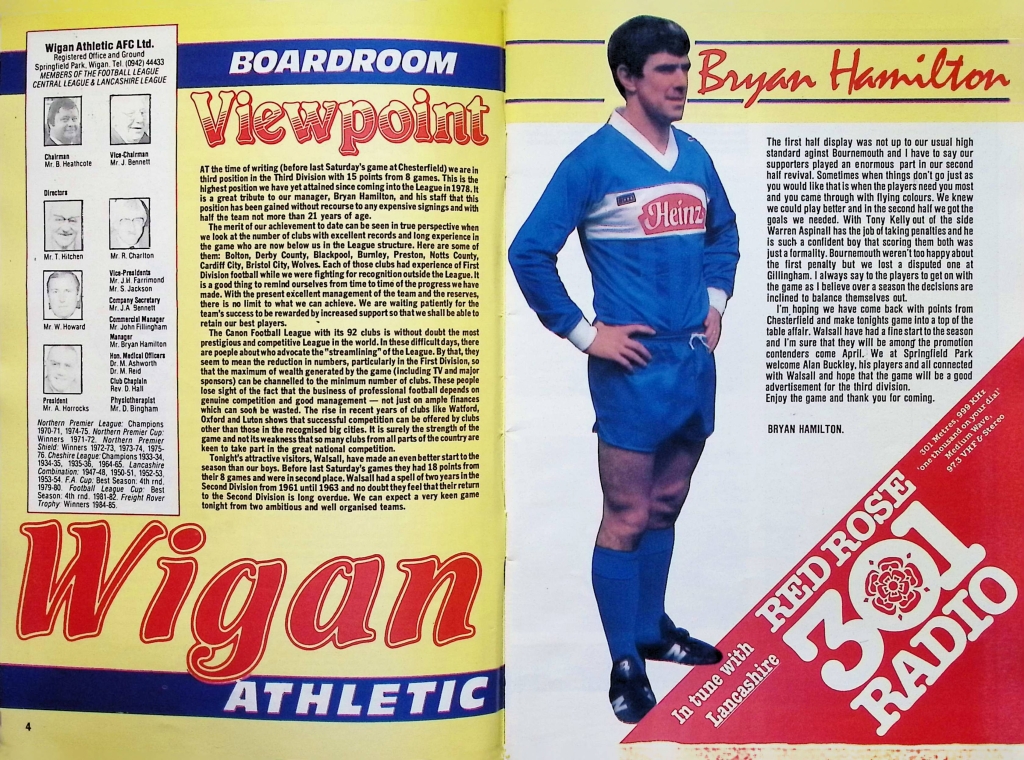 Wigan Athletic AFC Ltd.
Registered Office and Ground
Springfield Park, Wigan. Tel. (0942) 44433
MEMBERS OF THE FOOTBALL LEAGUE
CENTRAL LEAGUE & LANCASHIRE LEAGUE
Chairman
Mr. B. Heathcote
Vice-Chairman
Mr. J. Bennett
Directors
Mr. T. Hitchen
Mr. R. Charlton
Mr. W. Howard
Vice-Presidents
Mr. J.H. Farrimond
Mr. S. Jackson
Company Secretary
Mr. J.A. Bennett
Commercial Manager
Mr. John Fillingham
Manager
Mr. Bryan Hamilton
Hon. Medical Officers
Dr. M. Ashworth
Dr. M. Reid
Club Chaplain
Rev. D. Hall
President
Mr. A. Horrocks
Physiotherapist
Mr. D. Bingham
Northern Premier League: Champions
1970-71, 1974-75. Northern Premier Cup:
Winners 1971-72. Northern Premier
Shield: Winners 1972-73, 1973-74, 1975-
76. Cheshire League Champions 1933-34,
1934-35, 1935-36, 1964-65. Lancashire
Combination: 1947-48, 1950-51, 1952-53,
1953-54. F.A. Cup: Best Season: 4th rnd.
1979-80. Football League Cup: Best
Season: 4th rnd. 1981-82. Freight Rover
Trophy Winners 1984-85.
BOARDROOM
Viewpoint
AT the time of writing (before last Saturday's game at Chesterfield) we are in
third position in the Third Division with 15 points from 8 games. This is the
highest position we have yet attained since coming into the League in 1978. It
is a great tribute to our manager, Bryan Hamilton, and his staff that this
position has been gained without recourse to any expensive signings and with
half the team not more than 21 years of age.
The merit of our achievement to date can be seen in true perspective when
we look at the number of clubs with excellent records and long experience in
the game who are now below us in the League structure. Here are some of
them: Bolton, Derby County, Blackpool, Burnley, Preston, Notts County,
Cardiff City, Bristol City, Wolves. Each of those clubs had experience of First
Division football while we were fighting for recognition outside the League. It
is a good thing to remind ourselves from time to time of the progress we have
made. With the present excellent management of the team and the reserves,
there is no limit to what we can achieve. We are waiting patiently for the
team's success to be rewarded by increased support so that we shall be able to
retain our best players.
The Canon Football League with its 92 clubs is without doubt the most
prestigious and competitive League in the world. In these difficult days, there
are people about who advocate the "streamlining" of the League. By that, they
seem to mean the reduction in numbers, particularly in the First Division, so
that the maximum of wealth generated by the game (including TV and major
sponsors) can be channelled to the minimum number of clubs. These people
lose sight of the fact that the business of professional football depends on
genuine competition and good management — not just on ample finances
which can soon be wasted. The rise in recent years of clubs like Watford,
Oxford and Luton shows that successful competition can be offered by clubs
other than those in the recognised big cities. It is surely the strength of the
game and not its weakness that so many clubs from all parts of the country are
keen to take part in the great national competition.
Tonight's attractive visitors, Walsall, have made an even better start to the
season than our boys. Before last Saturday's games they had 18 points from
their 8 games and were in second place. Walsall had a spell of two years in the
Second Division from 1961 until 1963 and no doubt they feel that their return
to the Second Division is long overdue. We can expect a very keen game
tonight from two ambitious and well organised teams.
Wigan
ATHLETIC
4
Bryan Hamilton
Heinz
The first half display was not up to our usual high
standard aginst Bournemouth and I have to say our
supporters played an enormous part in our second
half revival. Sometimes when things don't go just as
you would like that is when the players need you most
and you came through with flying colours. We knew
we could play better and in the second half we got the
goals we needed. With Tony Kelly out of the side
Warren Aspinall has the job of taking penalties and he
is such a confident boy that scoring them both was
just a formality. Bournemouth weren't too happy about
the first penalty but we lost a disputed one at
Gillingham. I always say to the players to get on with
the game as I believe over a season the decisions are
inclined to balance themselves out.
I'm hoping we have come back with points from
Chesterfield and make tonights game into a top of the
table affair. Walsall have had a fine start to the season
and I'm sure that they will be among the promotion
contenders come April. We at Springfield Park
welcome Alan Buckley, his players and all connected
with Walsall and hope that the game will be a good
advertisement for the third division.
Enjoy the game and thank you for coming.
BRYAN HAMILTON.
301 Metres, 999 KHz
'one thousand on your dial'
Medium Wave,
97.3 VHF & Stereo
RED ROSE
301
RADIO
In tune with
Lancashire